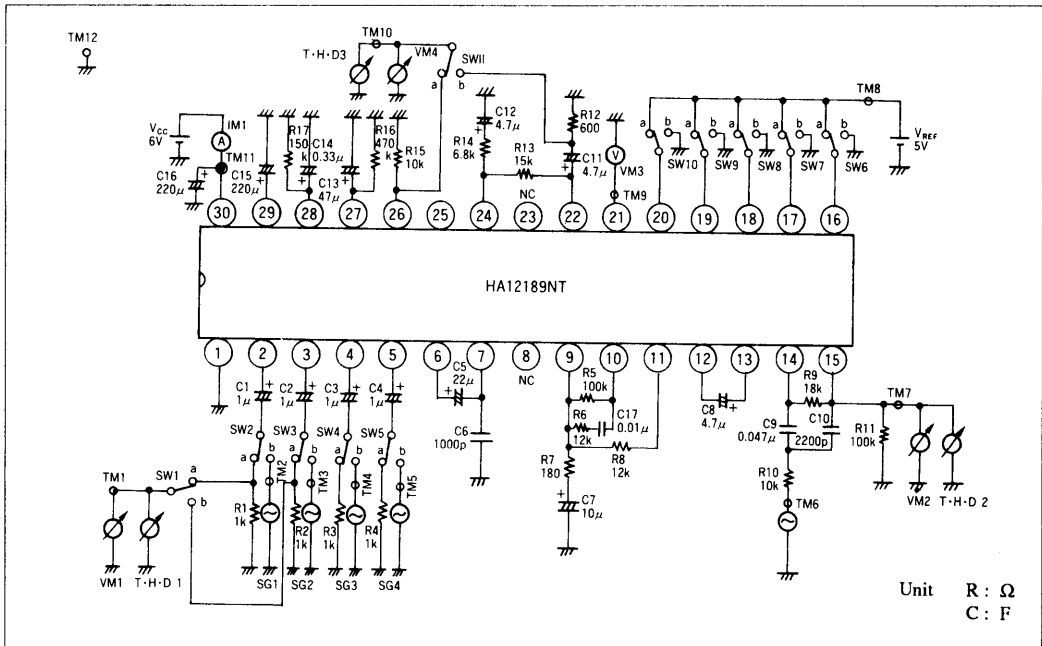 TM12
TM10
T·H·D3
VM4
SW11
a
b
VCC
6V
A
IM1
TM11
C16
220μ
C15
220μ
R17
150
k
C14
0.33μ
C13
47μ
R16
470
k
R15
10k
C12
4.7μ
R14
6.8k
R13
15k
NC
R12
600
C11
4.7μ
V
VM3
TM9
TM8
VREF
5V
a b a b a b a b a b
SW10 SW9 SW8 SW7 SW6
30 29 28 27 26 25 24 23 22 21 20 19 18 17 16
HA12189NT
1 2 3 4 5 6 7 8 9 10 11 12 13 14 15
NC
C1
1μ
C2
1μ
C3
1μ
C4
1μ
C5
22μ
C6
1000p
R5
100k
R6
12k
C17
0.01μ
R7
180
R8
12k
C7
10μ
C8
4.7μ
R9
18k
C9
0.047μ
C10
2200p
R10
10k
TM6
R11
100k
TM7
VM2
T·H·D 2
SW2 SW3 SW4 SW5
a b a b a b a b
TM2 TM3 TM4 TM5
SW1
a
b
TM1
R1
1k
R2
1k
R3
1k
R4
1k
VM1 T·H·D 1
SG1 SG2 SG3 SG4
Unit R : Ω
C : F